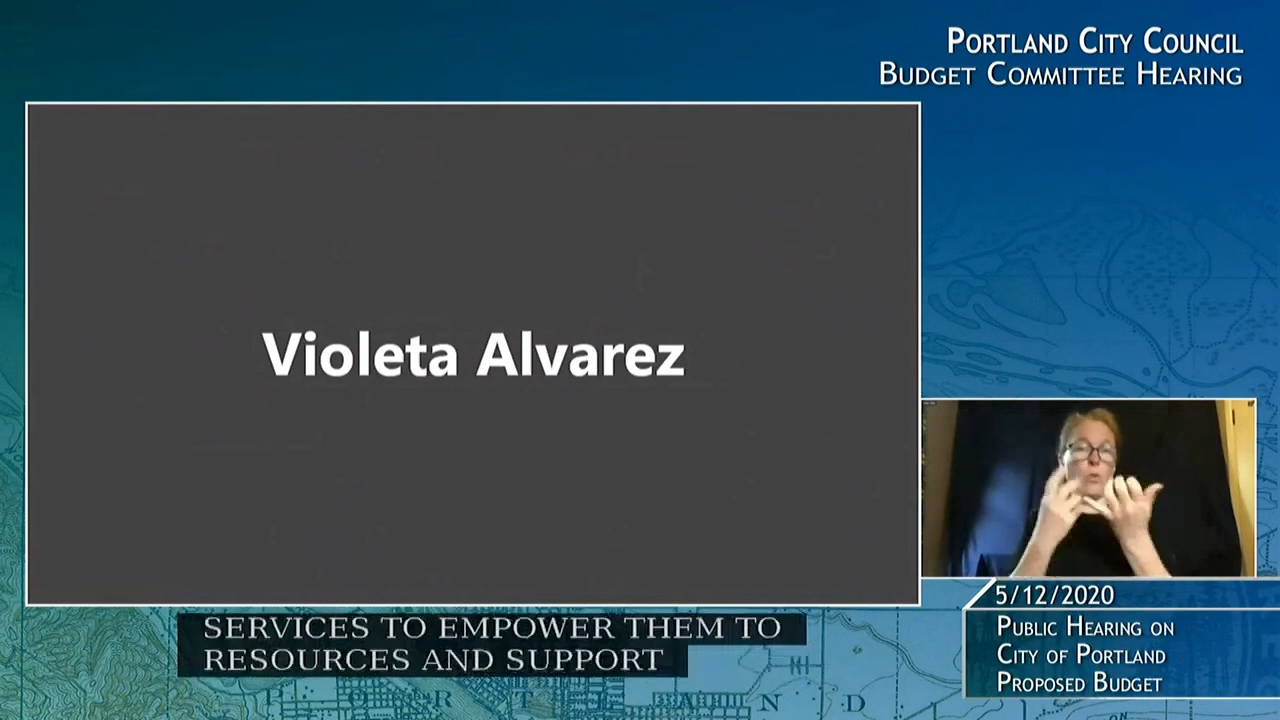 PORTLAND CITY COUNCIL
BUDGET COMMITTEE HEARING
Violeta Alvarez
5/12/2020
PUBLIC HEARING ON
CITY OF PORTLAND
PROPOSED BUDGET
SERVICES TO EMPOWER THEM TO
RESOURCES AND SUPPORT
P O R T L A N D